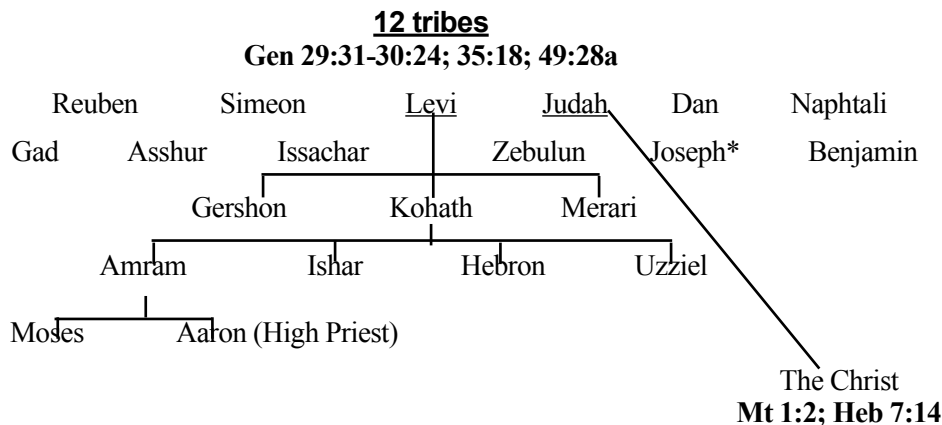 12 tribes
Gen 29:31-30:24; 35:18; 49:28a
Reuben Simeon Levi Judah Dan Naphtali
Gad Asshur Issachar Zebulun Joseph* Benjamin
Gershon Kohath Merari
Amram Ishar Hebron Uzziel
Moses Aaron (High Priest)
The Christ
Mt 1:2; Heb 7:14